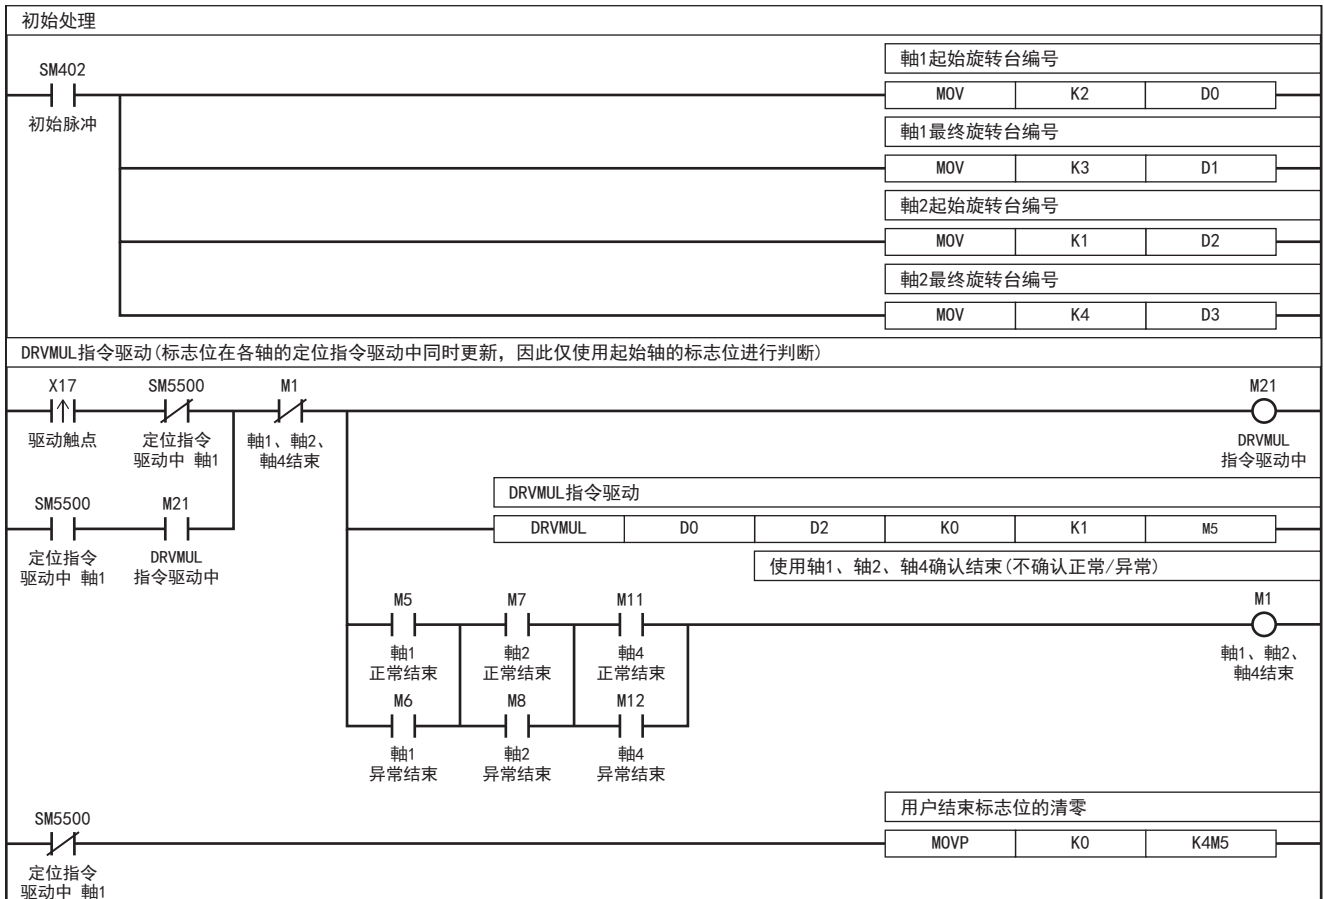 初始处理
軸1起始旋转台编号
SM402
MOV K2 D0
初始脉冲
軸1最终旋转台编号
MOV K3 D1
軸2起始旋转台编号
MOV K1 D2
軸2最终旋转台编号
MOV K4 D3
DRVMUL指令驱动(标志位在各轴的定位指令驱动中同时更新，因此仅使用起始轴的标志位进行判断)
X17 SM5500 M1 M21
驱动触点 定位指令 軸1、軸2、 DRVMUL
驱动中 軸1 軸4结束 指令驱动中
DRVMUL指令驱动
SM5500 M21
DRVMUL D0 D2 K0 K1 M5
定位指令 DRVMUL
驱动中 軸1 指令驱动中
使用轴1、轴2、轴4确认结束(不确认正常/异常)
M5 M7 M11 M1
軸1 軸2 軸4 軸1、軸2、
正常结束 正常结束 正常结束 軸4结束
M6 M8 M12
軸1 軸2 軸4
异常结束 异常结束 异常结束
用户结束标志位的清零
SM5500
MOVP K0 K4M5
定位指令
驱动中 軸1